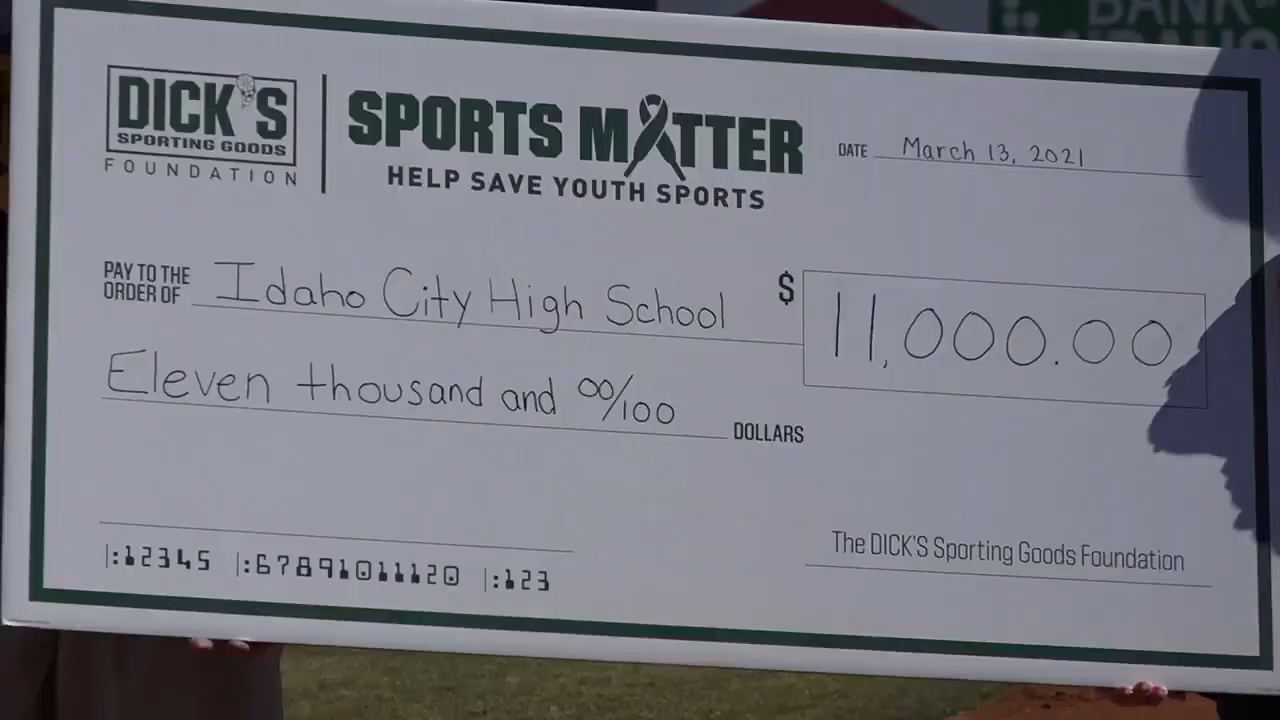 BANK
IDAHO
DICK'S
SPORTING GOODS
FOUNDATION
SPORTS MATTER
HELP SAVE YOUTH SPORTS
DATE March 13, 2021
PAY TO THE
ORDER OF Idaho City High School $ 11,000.00
Eleven thousand and 00/100 DOLLARS
The DICK'S Sporting Goods Foundation
|:12345 |:67891011120 |:123